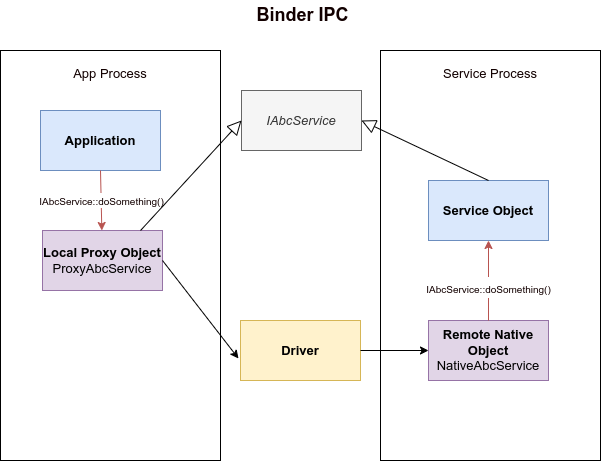 Binder IPC
App Process
Service Process
IAbcService
Application
IAbcService::doSomething()
Service Object
Local Proxy Object
ProxyAbcService
IAbcService::doSomething()
Driver
Remote Native
Object
NativeAbcService